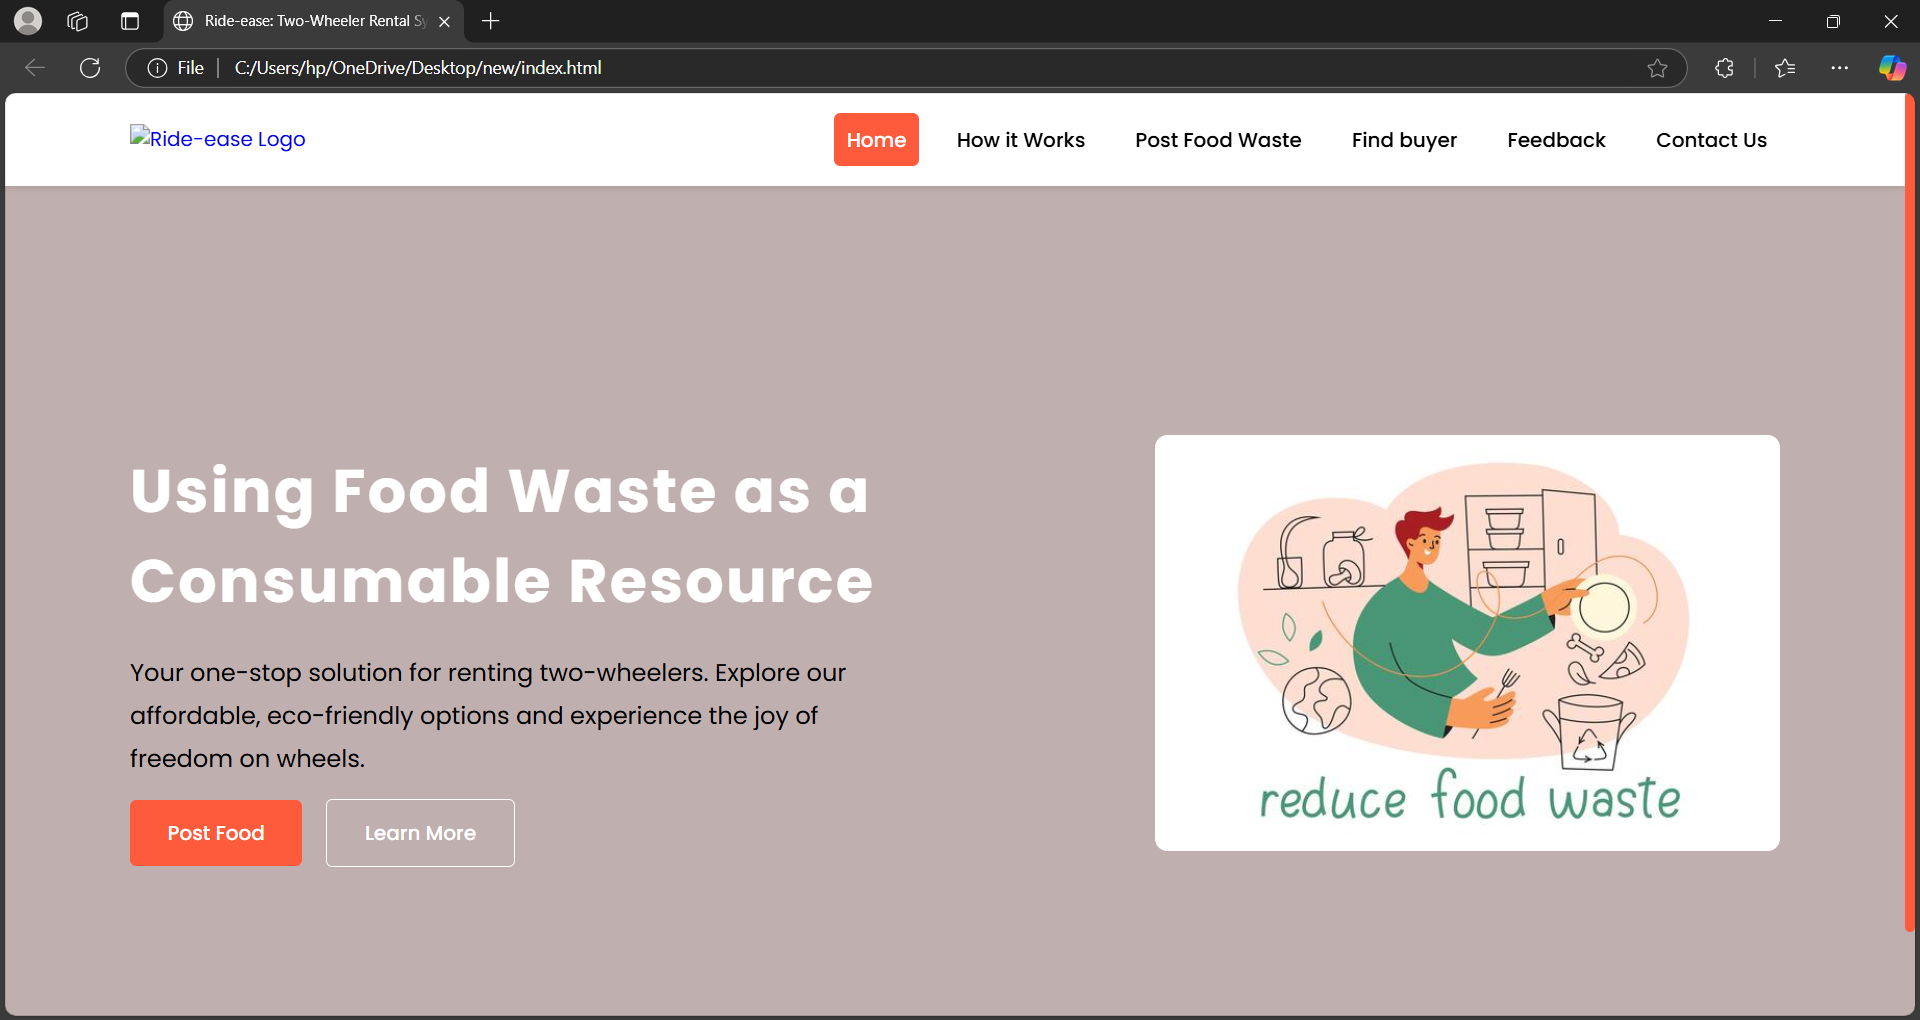 Ride-ease: Two-Wheeler Rental Sy
File
C:/Users/hp/OneDrive/Desktop/new/index.html
Ride-ease Logo
Home
How it Works
Post Food Waste
Find buyer
Feedback
Contact Us
Using Food Waste as a
Consumable Resource
Your one-stop solution for renting two-wheelers. Explore our
affordable, eco-friendly options and experience the joy of
freedom on wheels.
Post Food
Learn More
reduce food waste